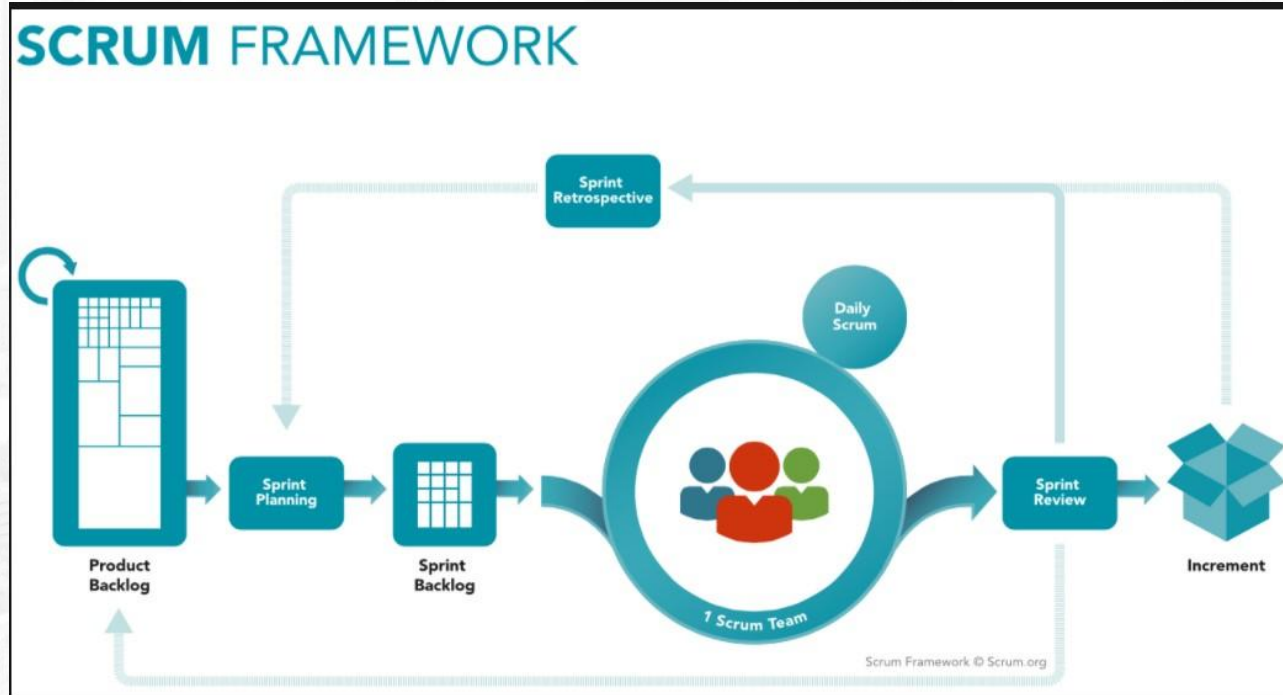 SCRUM FRAMEWORK
Sprint
Retrospective
Daily
Scrum
Sprint
Planning
Sprint
Review
Product
Backlog
Sprint
Backlog
Increment
1 Scrum Team
Scrum Framework © Scrum.org